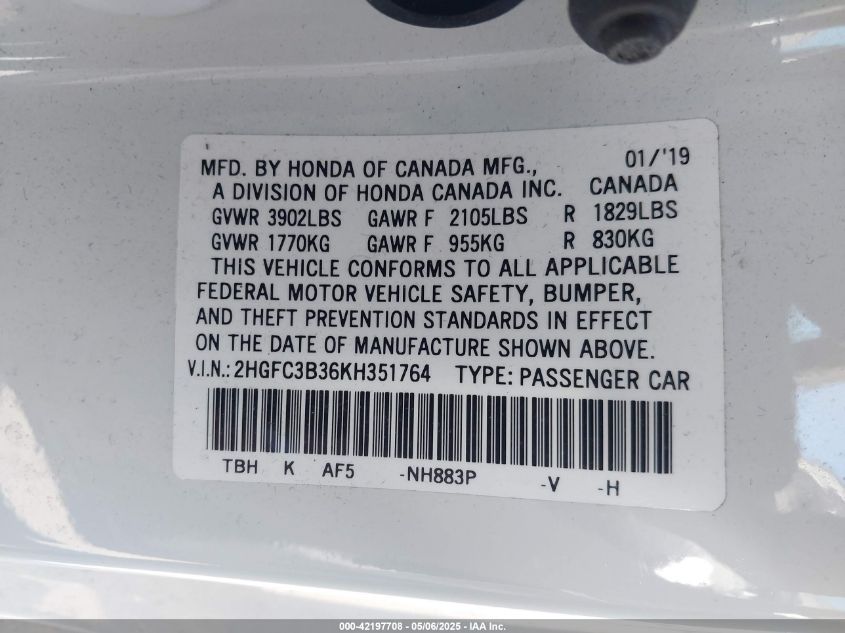 MFD. BY HONDA OF CANADA MFG., 01/'19
A DIVISION OF HONDA CANADA INC. CANADA
GVWR 3902LBS GAWR F 2105LBS R 1829LBS
GVWR 1770KG GAWR F 955KG R 830KG
THIS VEHICLE CONFORMS TO ALL APPLICABLE
FEDERAL MOTOR VEHICLE SAFETY, BUMPER,
AND THEFT PREVENTION STANDARDS IN EFFECT
ON THE DATE OF MANUFACTURE SHOWN ABOVE.
V.I.N.: 2HGFC3B36KH351764 TYPE: PASSENGER CAR
TBH K AF5 -NH883P -V -H
000-42197708 - 05/06/2025 - IAA Inc.